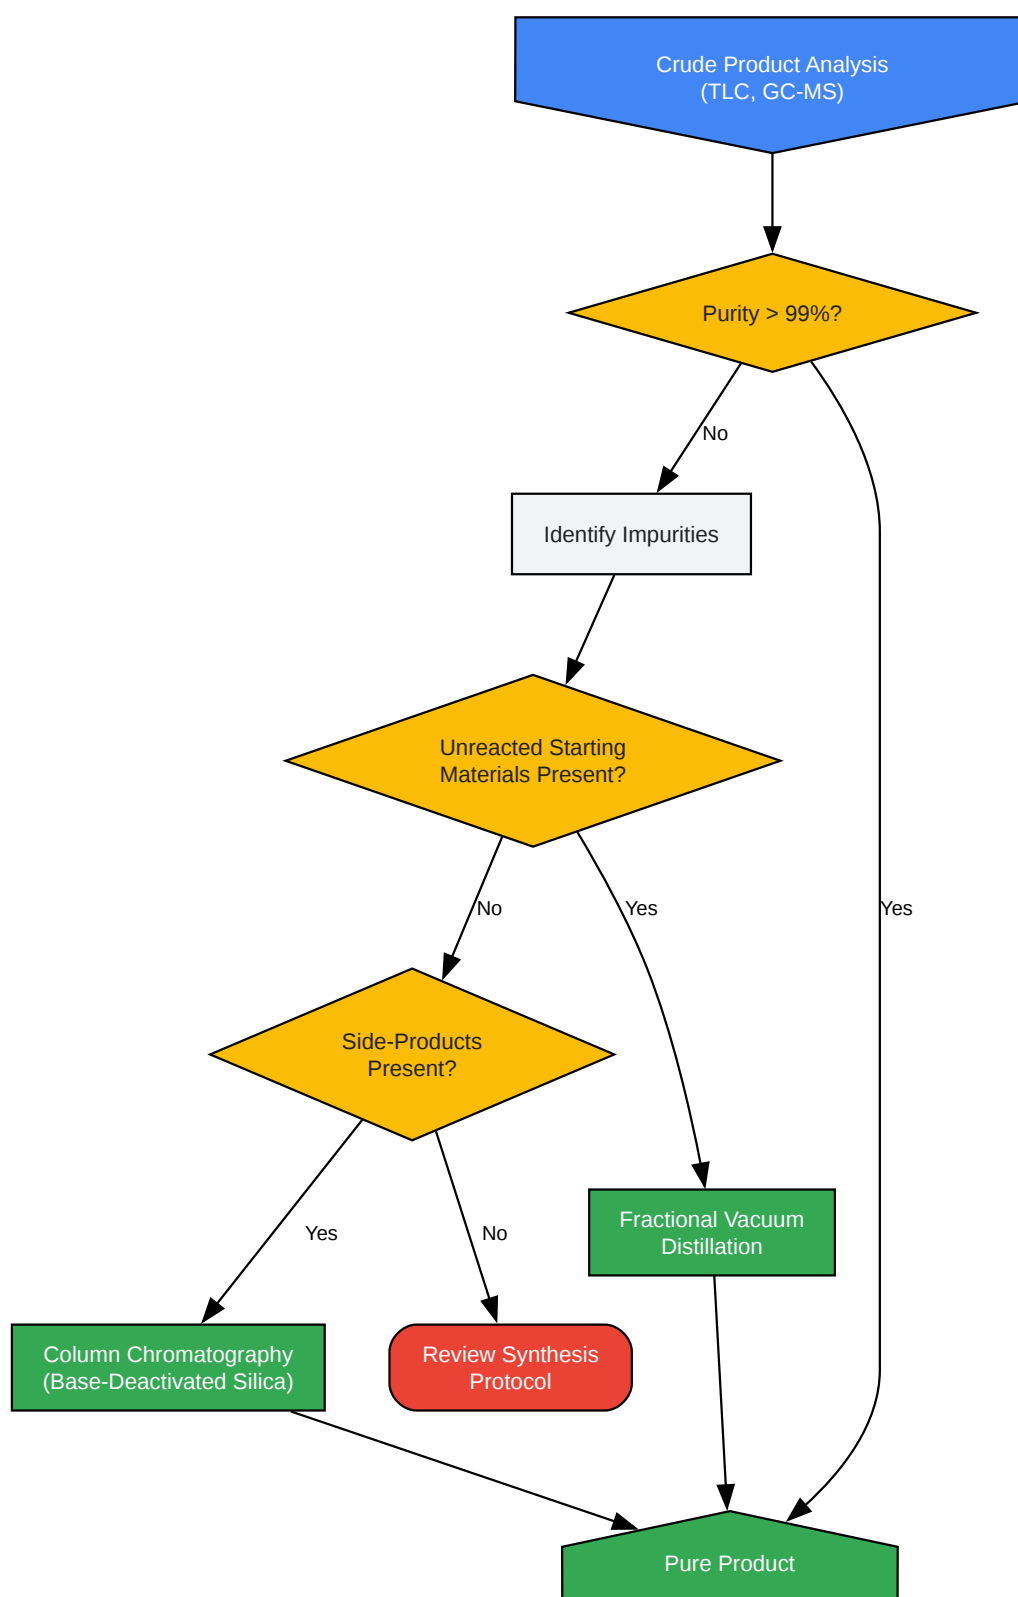 Crude Product Analysis
(TLC, GC-MS)
Purity > 99%?
No
Identify Impurities
Unreacted Starting
Materials Present?
No
Yes
Yes
Side-Products
Present?
Yes
No
Fractional Vacuum
Distillation
Column Chromatography
(Base-Deactivated Silica)
Review Synthesis
Protocol
Pure Product